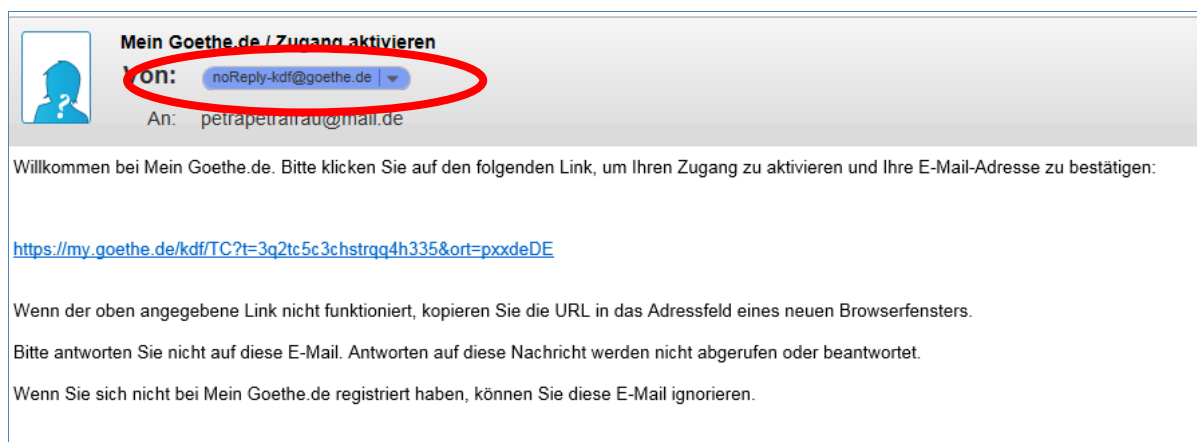 Mein Goethe.de / Zugang aktivieren
Von: noReply-kdf@goethe.de
An: petrapetrafrau@mail.de
Willkommen bei Mein Goethe.de. Bitte klicken Sie auf den folgenden Link, um Ihren Zugang zu aktivieren und Ihre E-Mail-Adresse zu bestätigen:
https://my.goethe.de/kdf/TC?t=3q2tc5c3chstrqq4h335&ort=pxxdeDE
Wenn der oben angegebene Link nicht funktioniert, kopieren Sie die URL in das Adressfeld eines neuen Browserfensters.
Bitte antworten Sie nicht auf diese E-Mail. Antworten auf diese Nachricht werden nicht abgerufen oder beantwortet.
Wenn Sie sich nicht bei Mein Goethe.de registriert haben, können Sie diese E-Mail ignorieren.